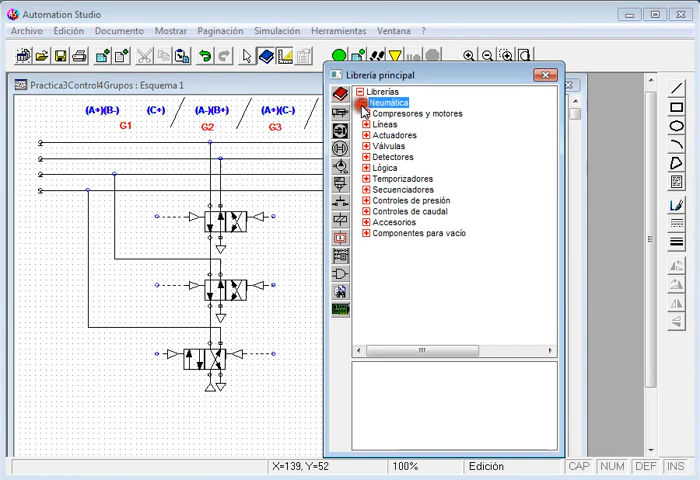 Automation Studio
Archivo Edición Documento Mostrar Paginación Simulación Herramientas Ventana ?
Practica3Control4Grupos : Esquema 1
(A+)(B-) (C+) (A-)(B+) (A+)(C-)
G1 G2 G3
Librería principal
Librerías
Neumática
Compresores y motores
Líneas
Actuadores
Válvulas
Detectores
Lógica
Temporizadores
Secuenciadores
Controles de presión
Controles de caudal
Accesorios
Componentes para vacío
X=139, Y=52 100% Edición CAP NUM DEF INS